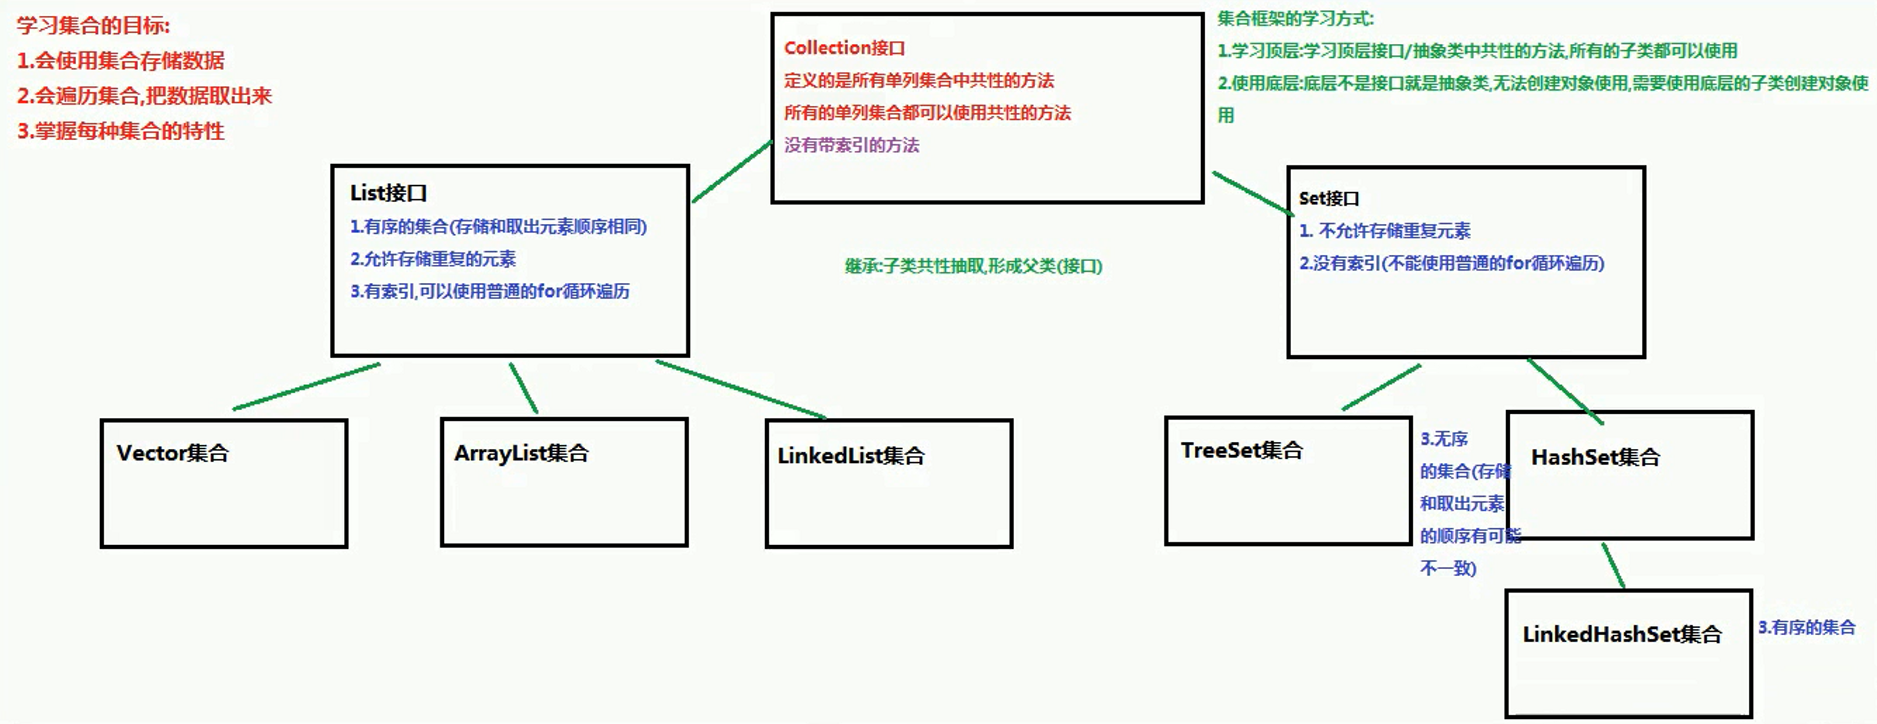 学习集合的目标:
1.会使用集合存储数据
2.会遍历集合,把数据取出来
3.掌握每种集合的特性
Collection接口
定义的是所有单列集合中共性的方法
所有的单列集合都可以使用共性的方法
没有带索引的方法
集合框架的学习方式:
1.学习顶层:学习顶层接口/抽象类中共性的方法,所有的子类都可以使用
2.使用底层:底层不是接口就是抽象类,无法创建对象使用,需要使用底层的子类创建对象使
用
List接口
1.有序的集合(存储和取出元素顺序相同)
2.允许存储重复的元素
3.有索引,可以使用普通的for循环遍历
继承:子类共性抽取,形成父类(接口)
Set接口
1. 不允许存储重复元素
2.没有索引(不能使用普通的for循环遍历)
Vector集合
ArrayList集合
LinkedList集合
TreeSet集合
3.无序
的集合(存储
和取出元素
的顺序有可能
不一致)
HashSet集合
LinkedHashSet集合
3.有序的集合